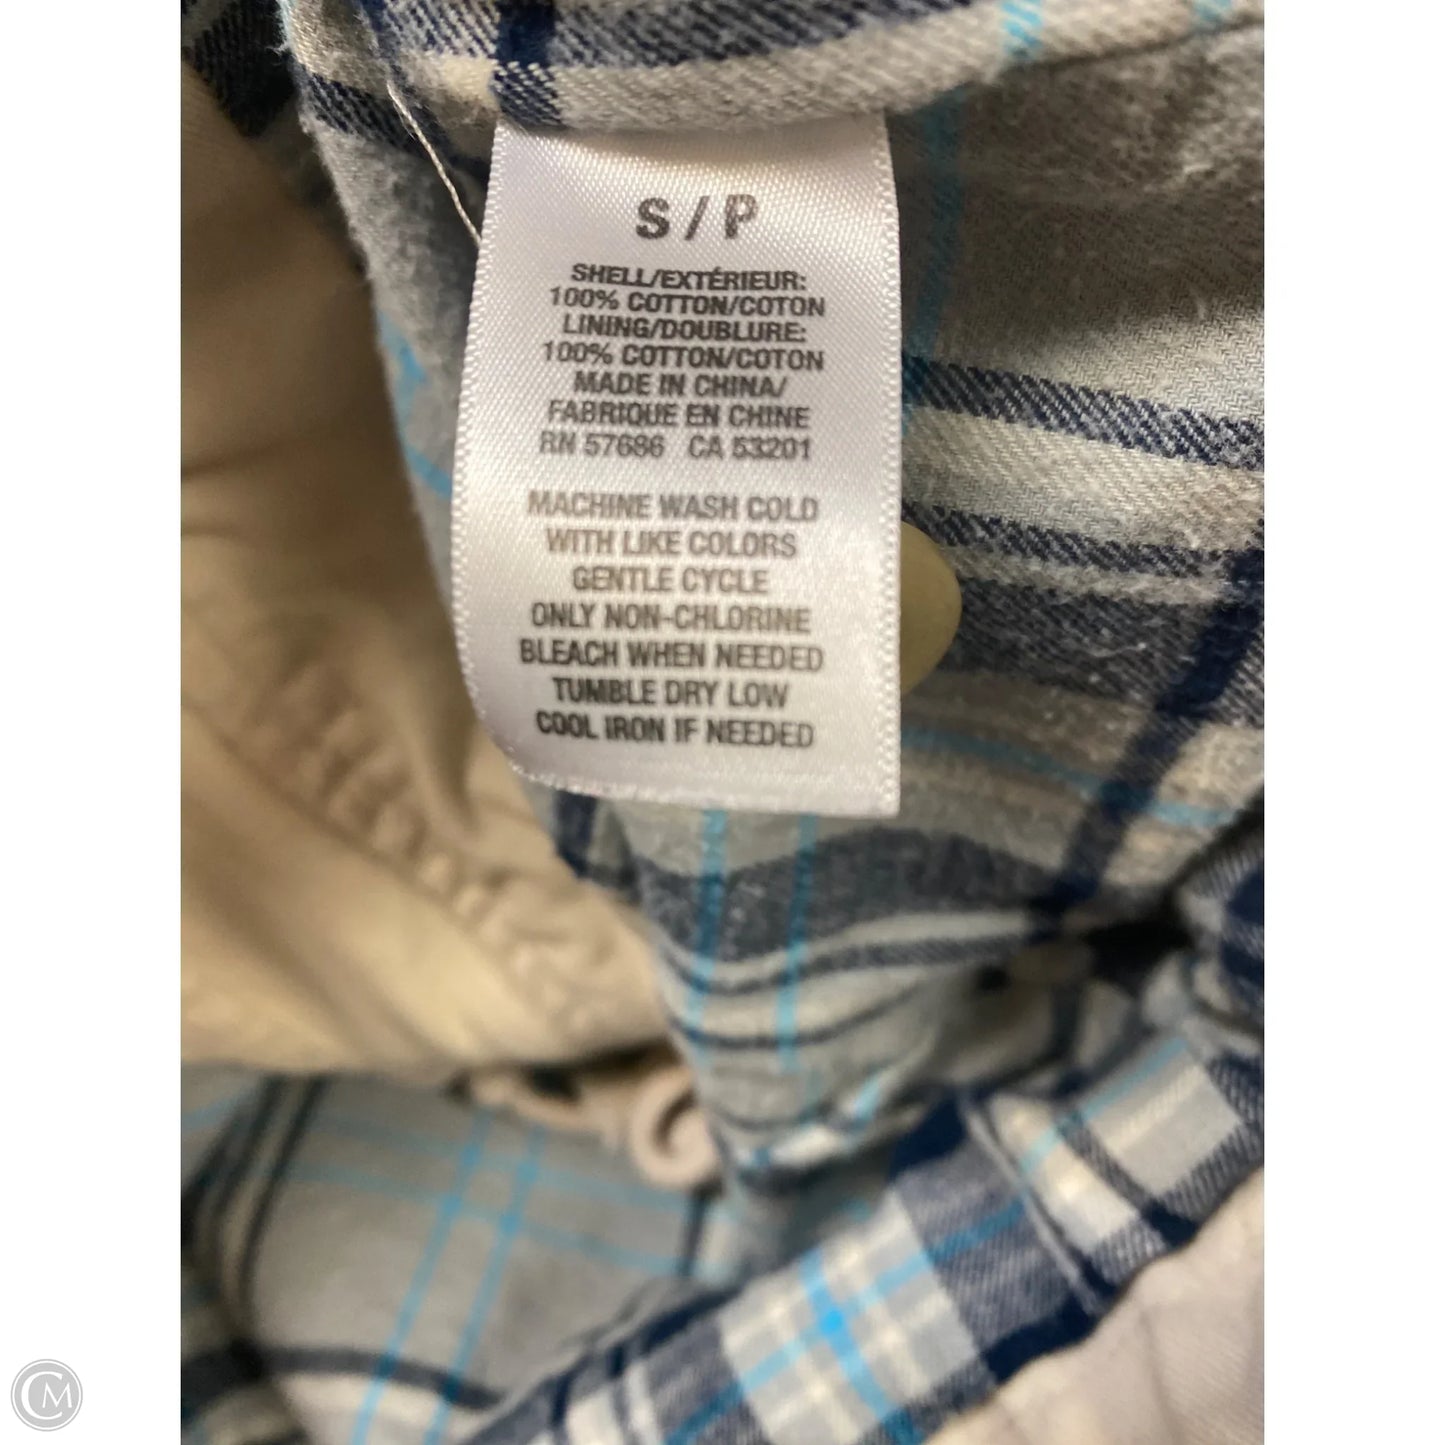 S / P
SHELL/EXTÉRIEUR:
100% COTTON/COTON
LINING/DOUBLURE:
100% COTTON/COTON
MADE IN CHINA/
FABRIQUE EN CHINE
RN 57686 CA 53201
MACHINE WASH COLD
WITH LIKE COLORS
GENTLE CYCLE
ONLY NON-CHLORINE
BLEACH WHEN NEEDED
TUMBLE DRY LOW
COOL IRON IF NEEDED
CM